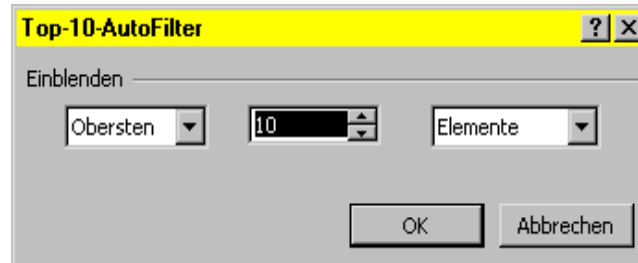 Top-10-AutoFilter
Einblenden
Obersten 10 Elemente
OK Abbrechen